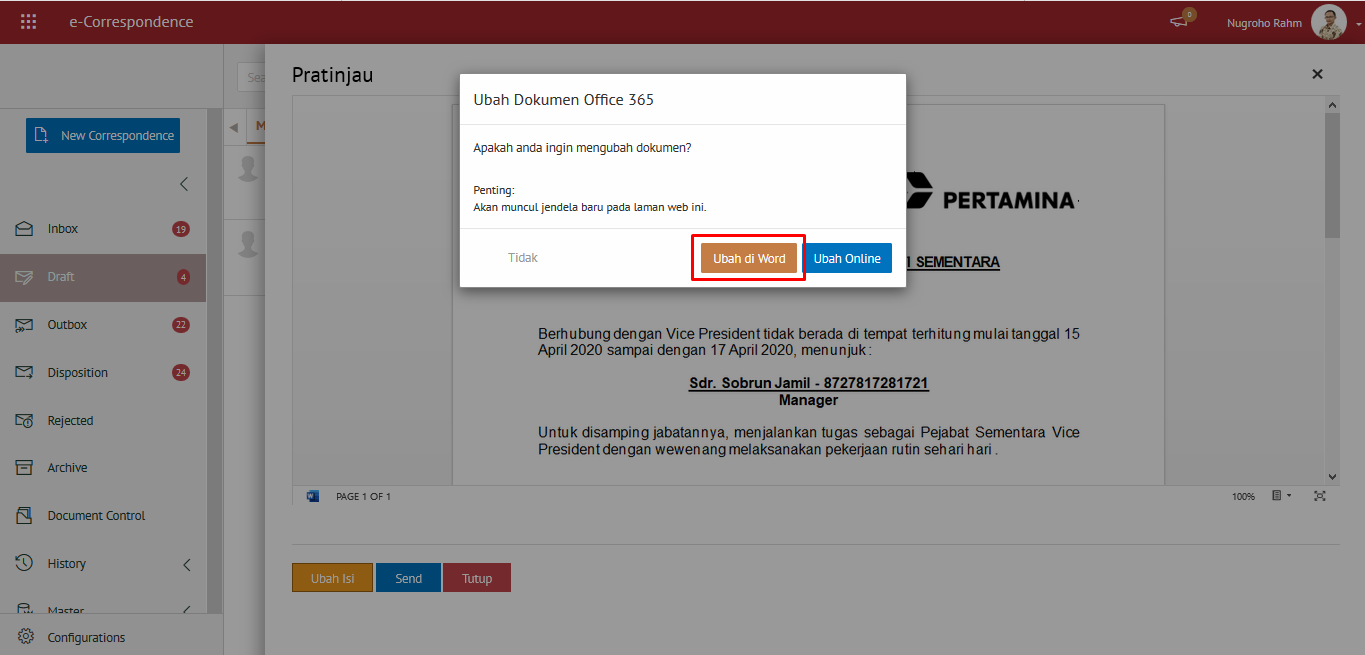 e-Correspondence
0
Nugroho Rahm
Sea
Pratinjau
New Correspondence
Inbox 19
Draft 4
Outbox 22
Disposition 24
Rejected
Archive
Document Control
History
Master
Configurations
M
Ubah Dokumen Office 365
Apakah anda ingin mengubah dokumen?
Penting:
Akan muncul jendela baru pada laman web ini.
Tidak
Ubah di Word
Ubah Online
PERTAMINA
I SEMENTARA
Berhubung dengan Vice President tidak berada di tempat terhitung mulai tanggal 15
April 2020 sampai dengan 17 April 2020, menunjuk :
Sdr. Sobrun Jamil - 8727817281721
Manager
Untuk disamping jabatannya, menjalankan tugas sebagai Pejabat Sementara Vice
President dengan wewenang melaksanakan pekerjaan rutin sehari hari .
PAGE 1 OF 1
100%
Ubah Isi
Send
Tutup